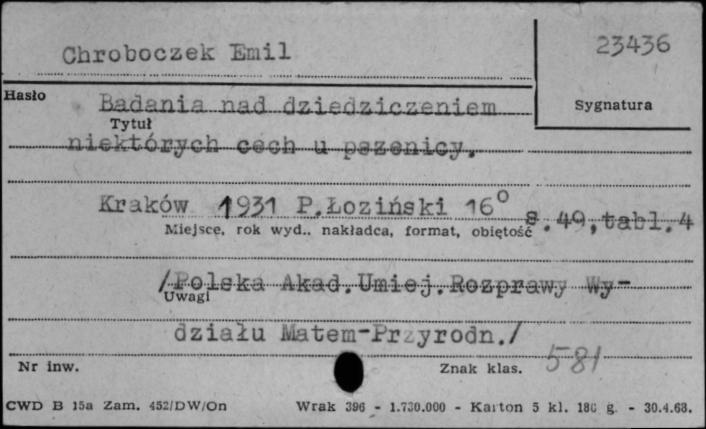 Chroboczek Emil
23436
Hasło
Sygnatura
Badania nad dziedziczeniem
Tytuł
niektórych cech u pszenicy.
Kraków 1931 P.Łoziński 16° s.49,tabl.4
Miejsce, rok wyd., nakładca, format, objętość
/Polska Akad.Umiej.Rozprawy Wy-
Uwagi
działu Matem-Przyrodn./
Nr inw.
Znak klas. 581
CWD B 15a Zam. 452/DW/On Wrak 396 - 1.730.000 - Karton 5 kl. 180 g. - 30.4.68.